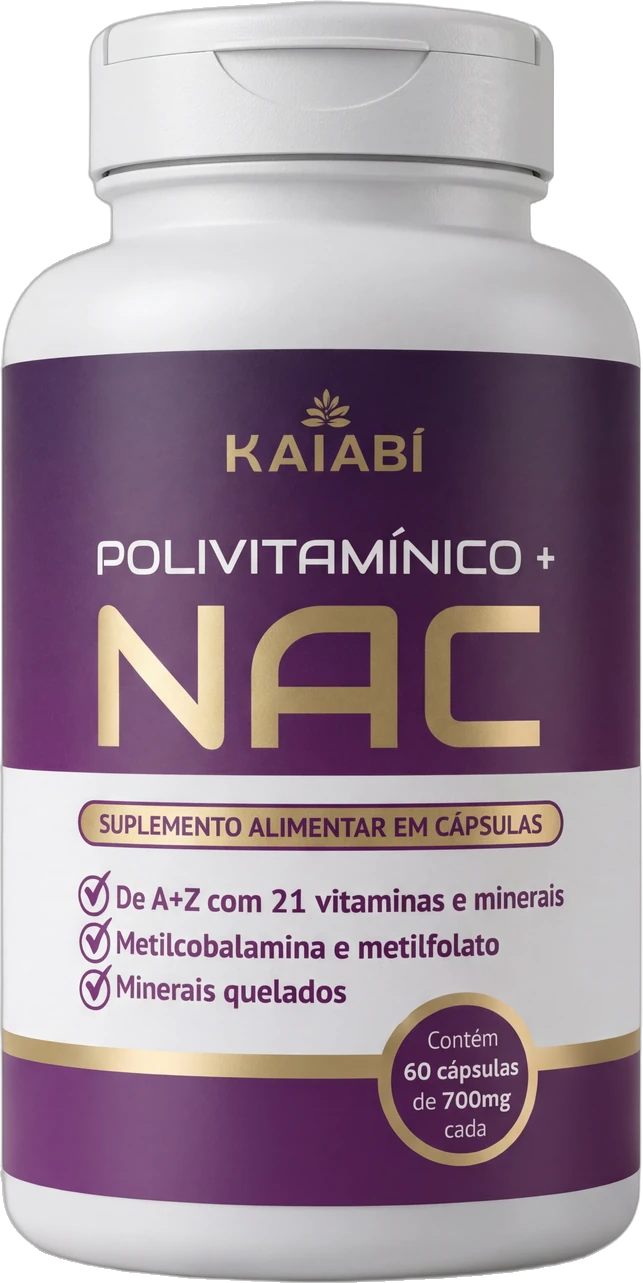 KAIABÍ
POLIVITAMÍNICO +
NAC
SUPLEMENTO ALIMENTAR EM CÁPSULAS
De A+Z com 21 vitaminas e minerais
Metilcobalamina e metilfolato
Minerais quelados
Contém
60 cápsulas
de 700mg
cada